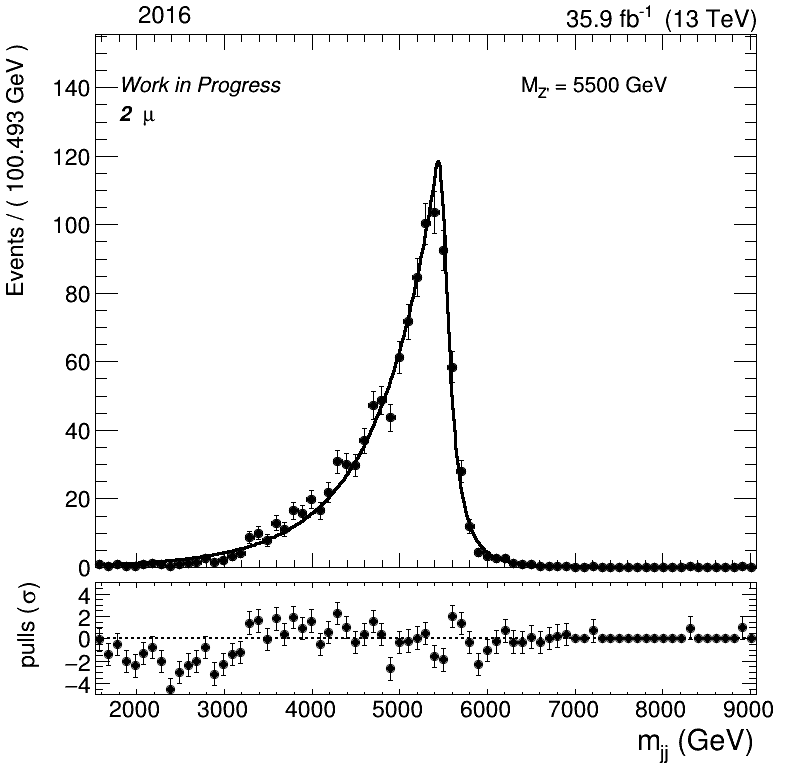 2016 35.9 fb⁻¹ (13 TeV)
Work in Progress M_Z' = 5500 GeV
2 μ
Events / ( 100.493 GeV )
140
120
100
80
60
40
20
0
pulls (σ)
4
2
0
−2
−4
2000 3000 4000 5000 6000 7000 8000 9000
m_jj (GeV)